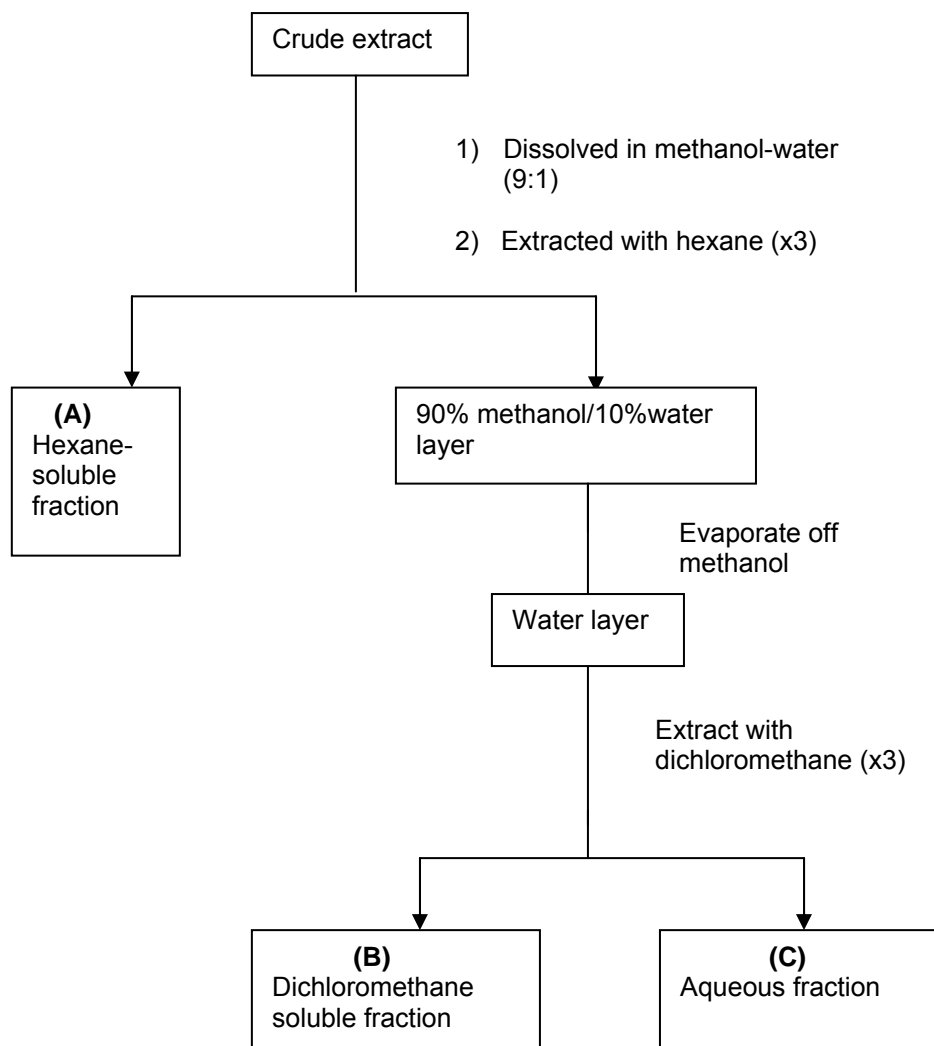 Crude extract
1) Dissolved in methanol-water
(9:1)
2) Extracted with hexane (x3)
(A)
Hexane-
soluble
fraction
90% methanol/10%water
layer
Evaporate off
methanol
Water layer
Extract with
dichloromethane (x3)
(B)
Dichloromethane
soluble fraction
(C)
Aqueous fraction